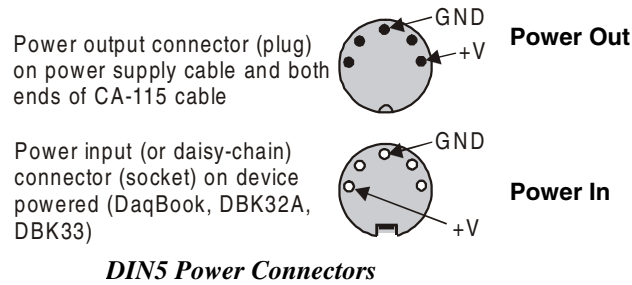 Power output connector (plug)
on power supply cable and both
ends of CA-115 cable
GND
+V
Power Out
Power input (or daisy-chain)
connector (socket) on device
powered (DaqBook, DBK32A,
DBK33)
GND
+V
Power In
DIN5 Power Connectors